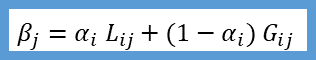 βⱼ = αᵢ Lᵢⱼ + (1 − αᵢ) Gᵢⱼ